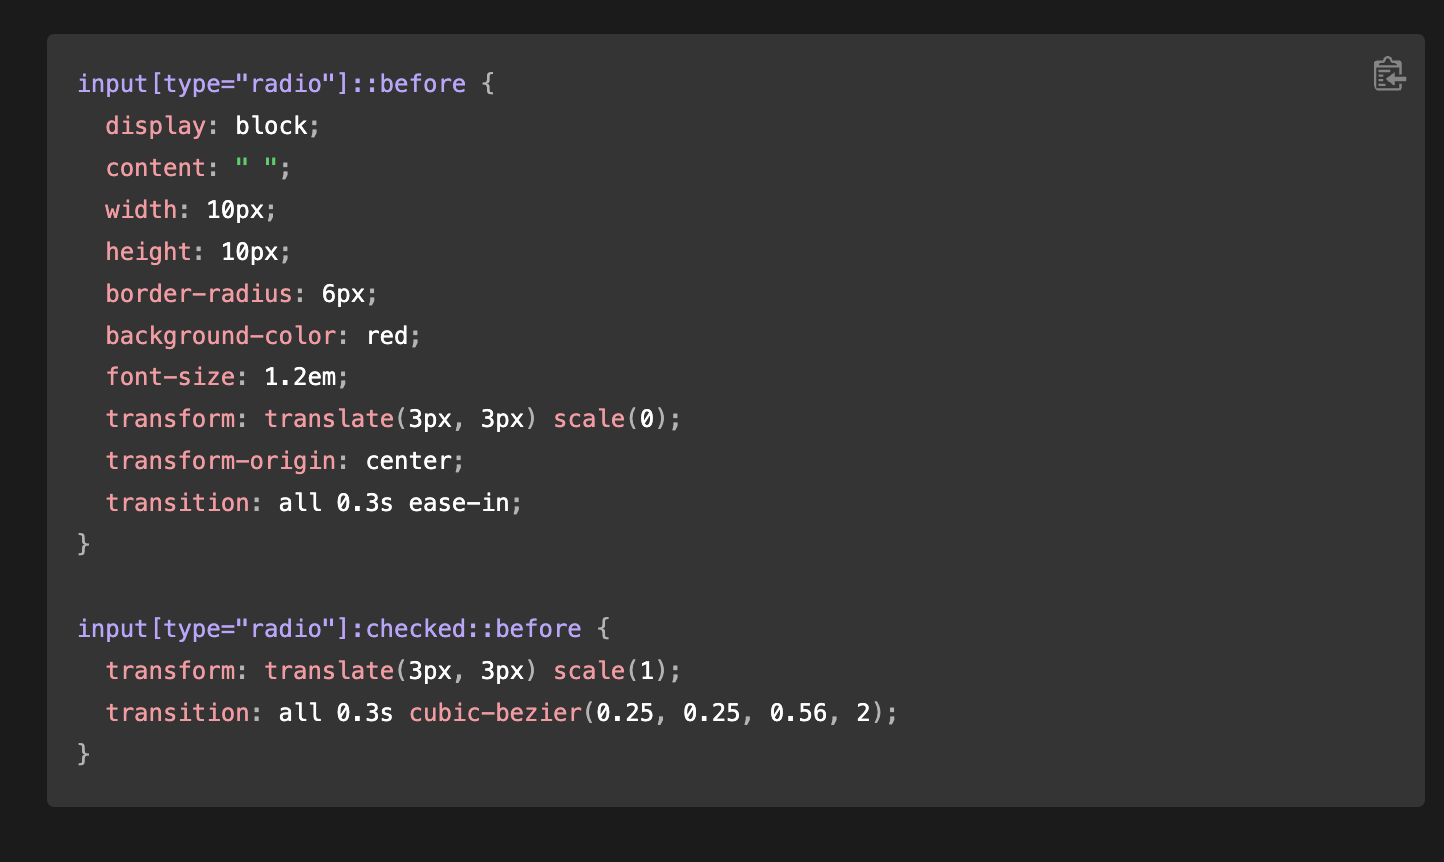 input[type="radio"]::before {
  display: block;
  content: " ";
  width: 10px;
  height: 10px;
  border-radius: 6px;
  background-color: red;
  font-size: 1.2em;
  transform: translate(3px, 3px) scale(0);
  transform-origin: center;
  transition: all 0.3s ease-in;
}

input[type="radio"]:checked::before {
  transform: translate(3px, 3px) scale(1);
  transition: all 0.3s cubic-bezier(0.25, 0.25, 0.56, 2);
}